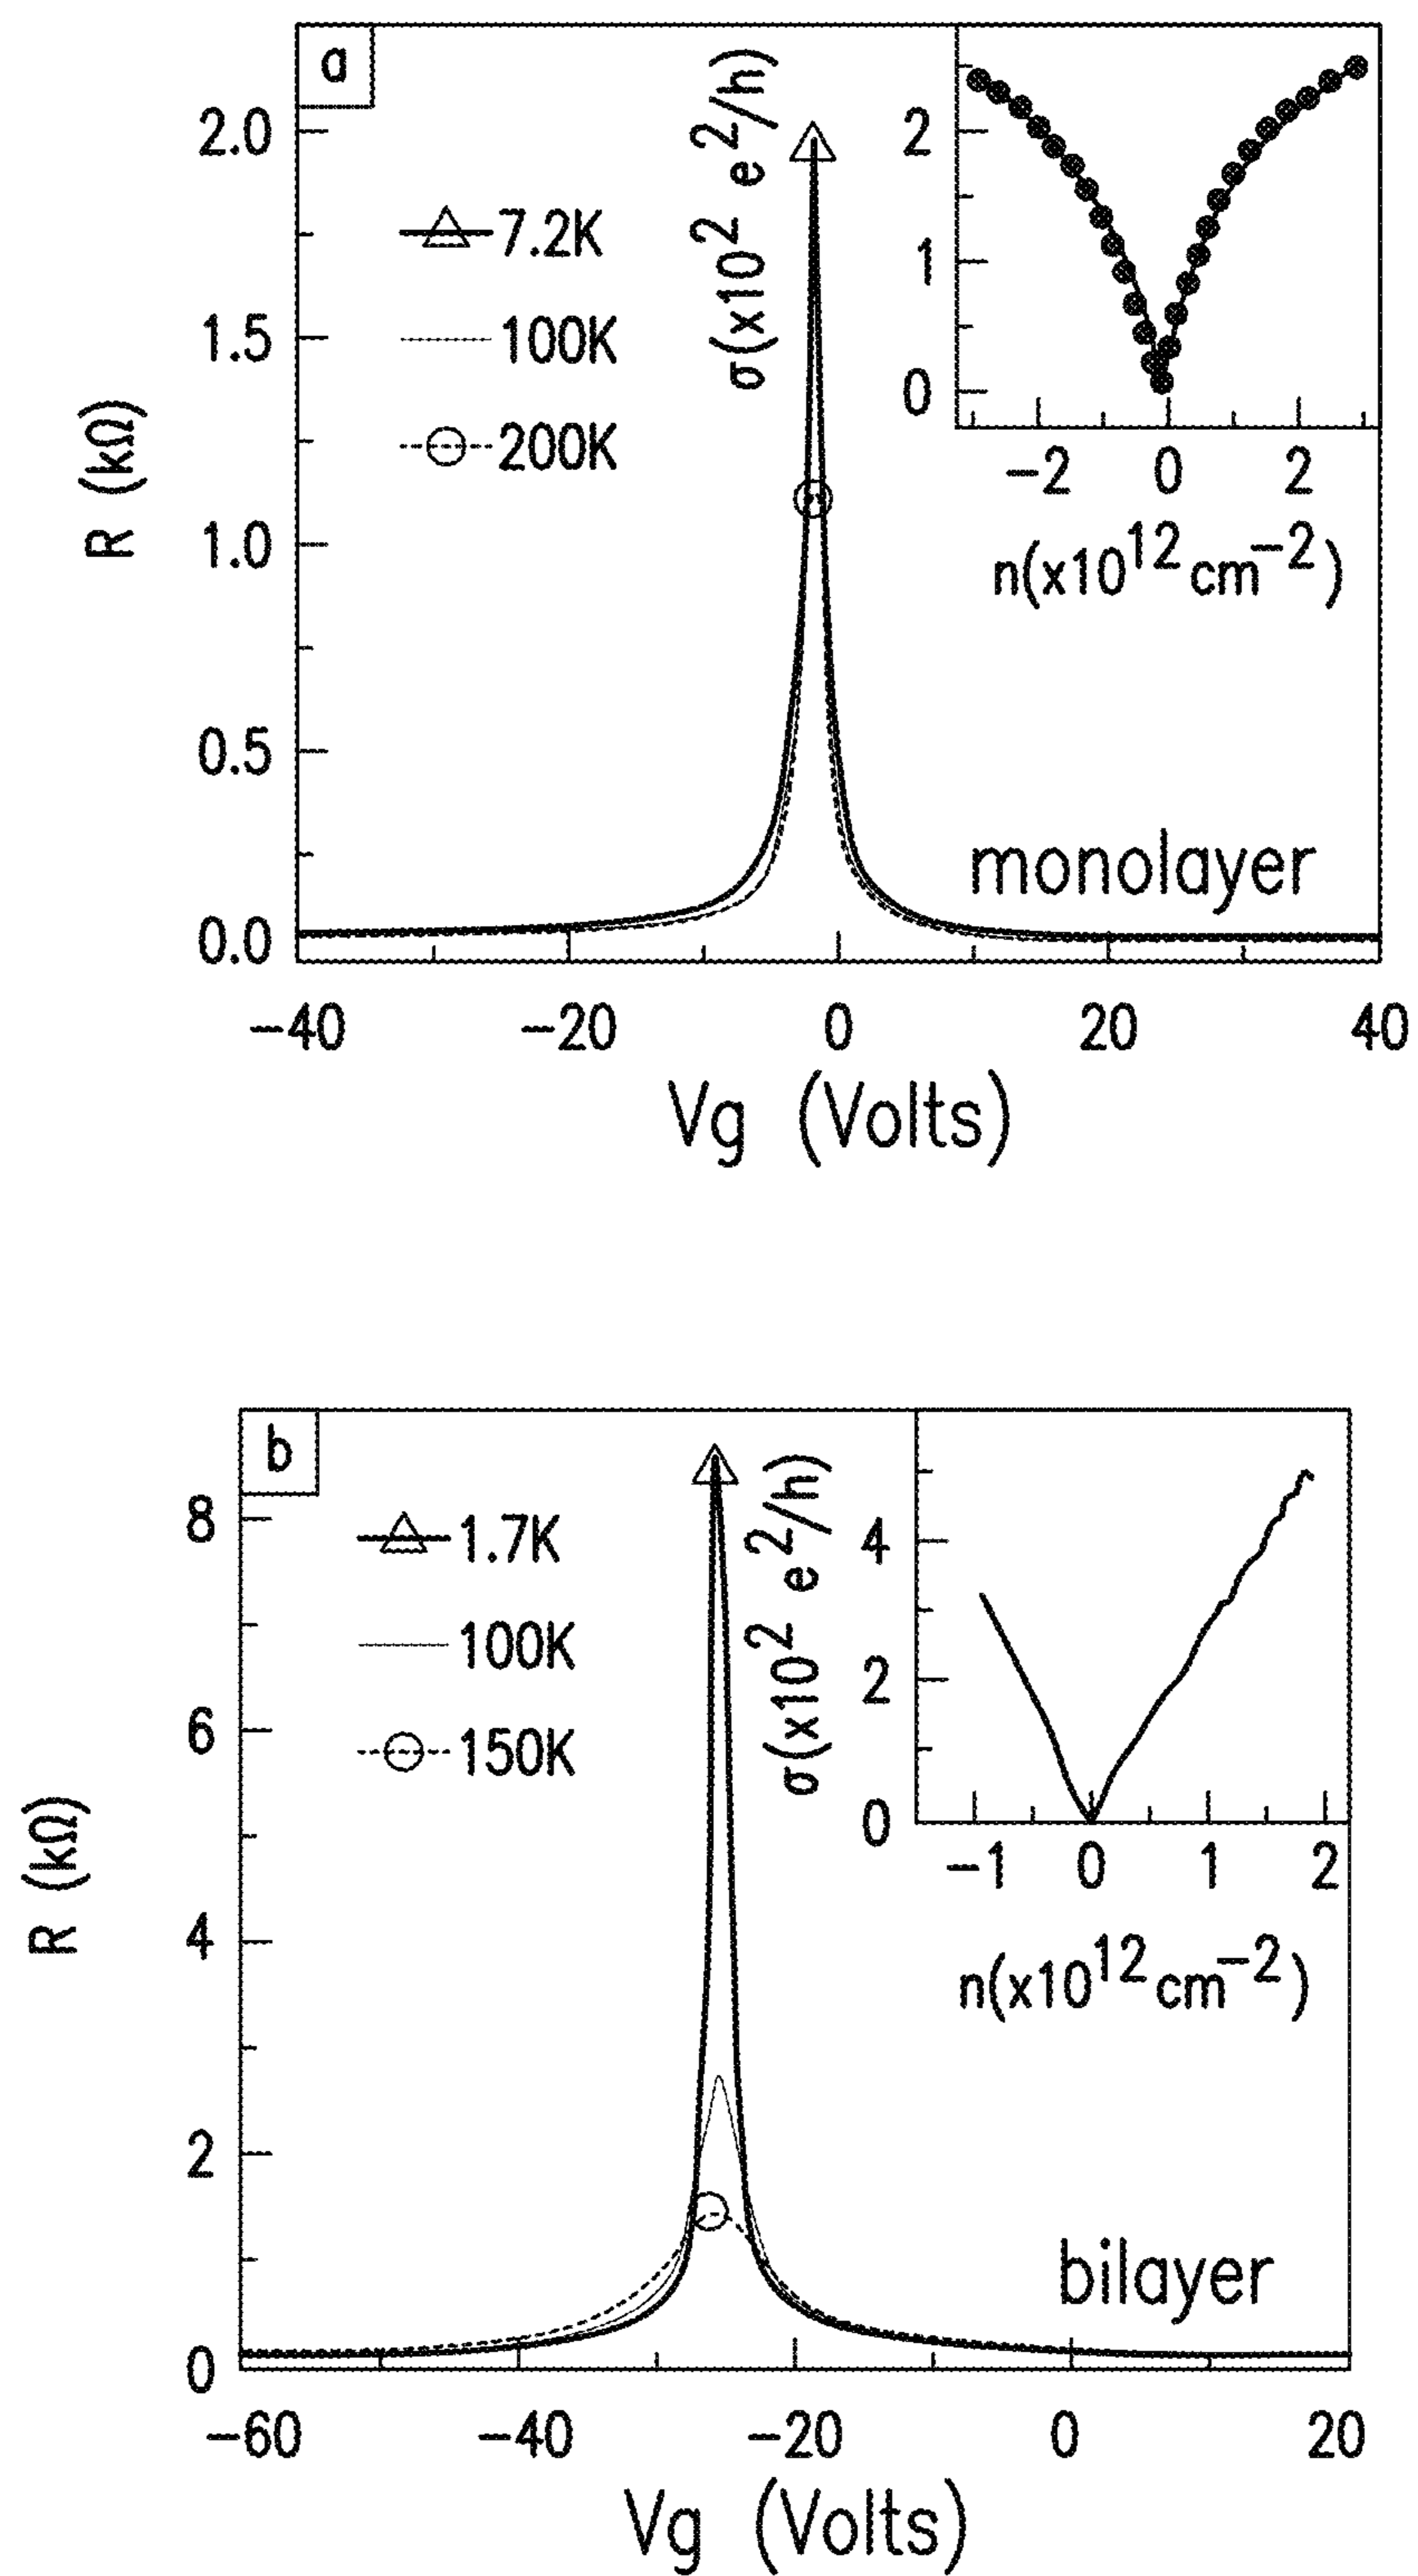 a
2.0
1.5
1.0
0.5
0.0
R (kΩ)
7.2K
100K
200K
σ(x10² e²/h)
2
1
0
−2 0 2
n(x10¹² cm⁻²)
monolayer
−40 −20 0 20 40
Vg (Volts)
b
8
6
4
2
0
R (kΩ)
1.7K
100K
150K
σ(x10² e²/h)
4
2
0
−1 0 1 2
n(x10¹² cm⁻²)
bilayer
−60 −40 −20 0 20
Vg (Volts)